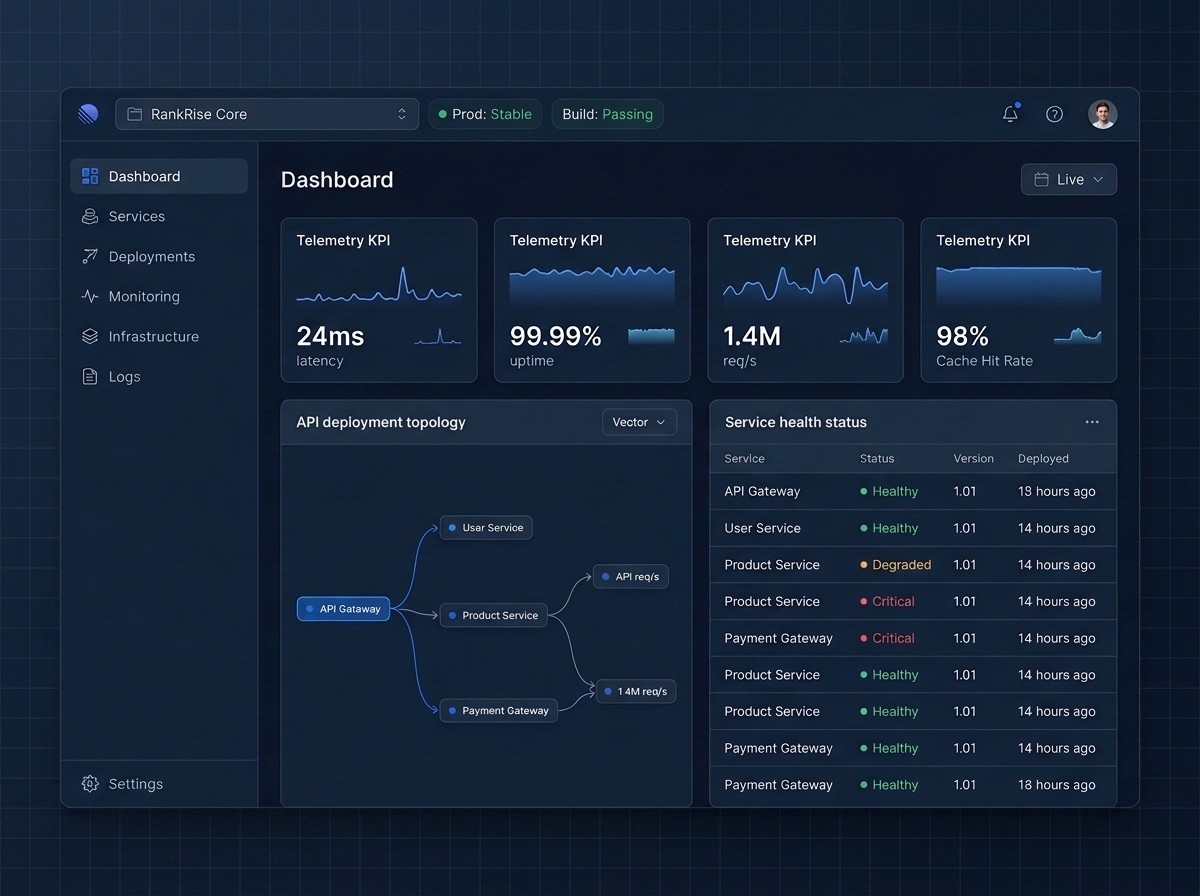 RankRise Core
Prod: Stable
Build: Passing
Dashboard
Services
Deployments
Monitoring
Infrastructure
Logs
Settings
Dashboard
Live
Telemetry KPI
24ms
latency
Telemetry KPI
99.99%
uptime
Telemetry KPI
1.4M
req/s
Telemetry KPI
98%
Cache Hit Rate
API deployment topology
Vector
User Service
API req/s
API Gataway
Product Service
1 4M req/s
Payment Gateway
Service health status
Service Status Version Deployed
API Gateway Healthy 1.01 13 hours ago
User Service Healthy 1.01 14 hours ago
Product Service Degraded 1.01 14 hours ago
Product Service Critical 1.01 14 hours ago
Payment Gateway Critical 1.01 14 hours ago
Product Service Healthy 1.01 14 hours ago
Product Service Healthy 1.01 14 hours ago
Payment Gateway Healthy 1.01 14 hours ago
Payment Gateway Healthy 1.01 13 hours ago